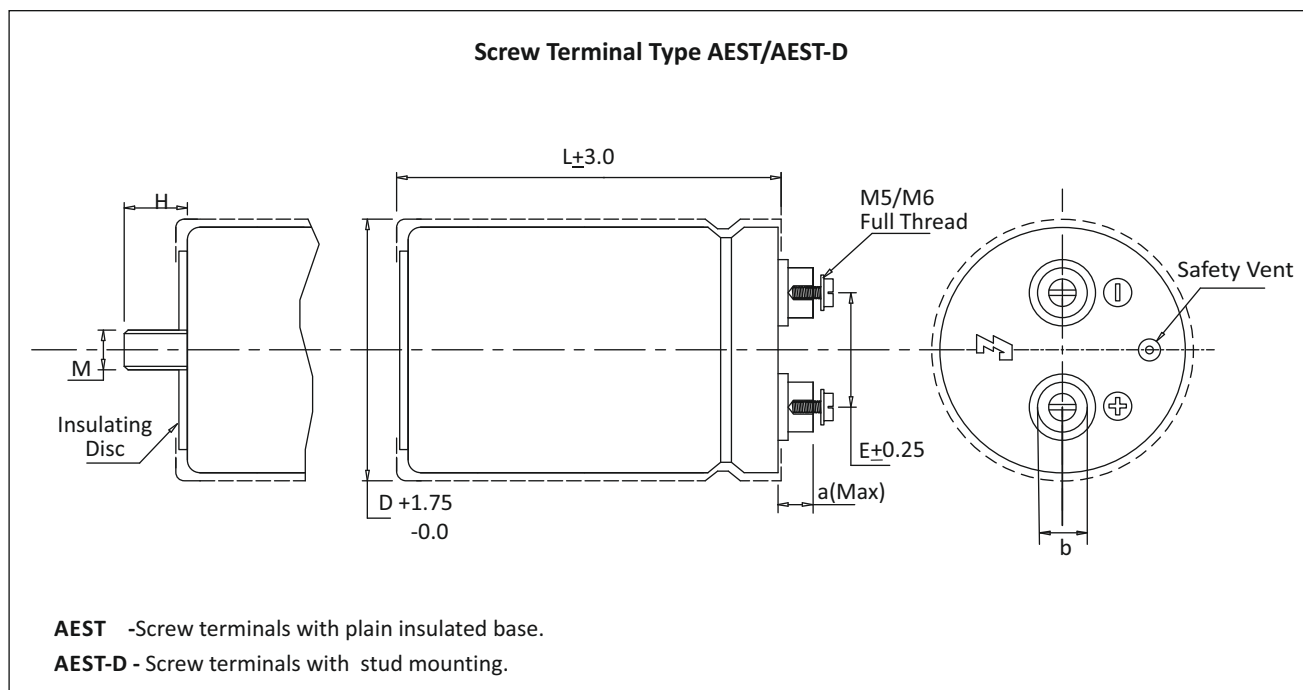 Screw Terminal Type AEST/AEST-D
L±3.0
H
M5/M6
Full Thread
Safety Vent
M
Insulating
Disc
E±0.25
a(Max)
D +1.75
-0.0
b
AEST -Screw terminals with plain insulated base.
AEST-D - Screw terminals with stud mounting.